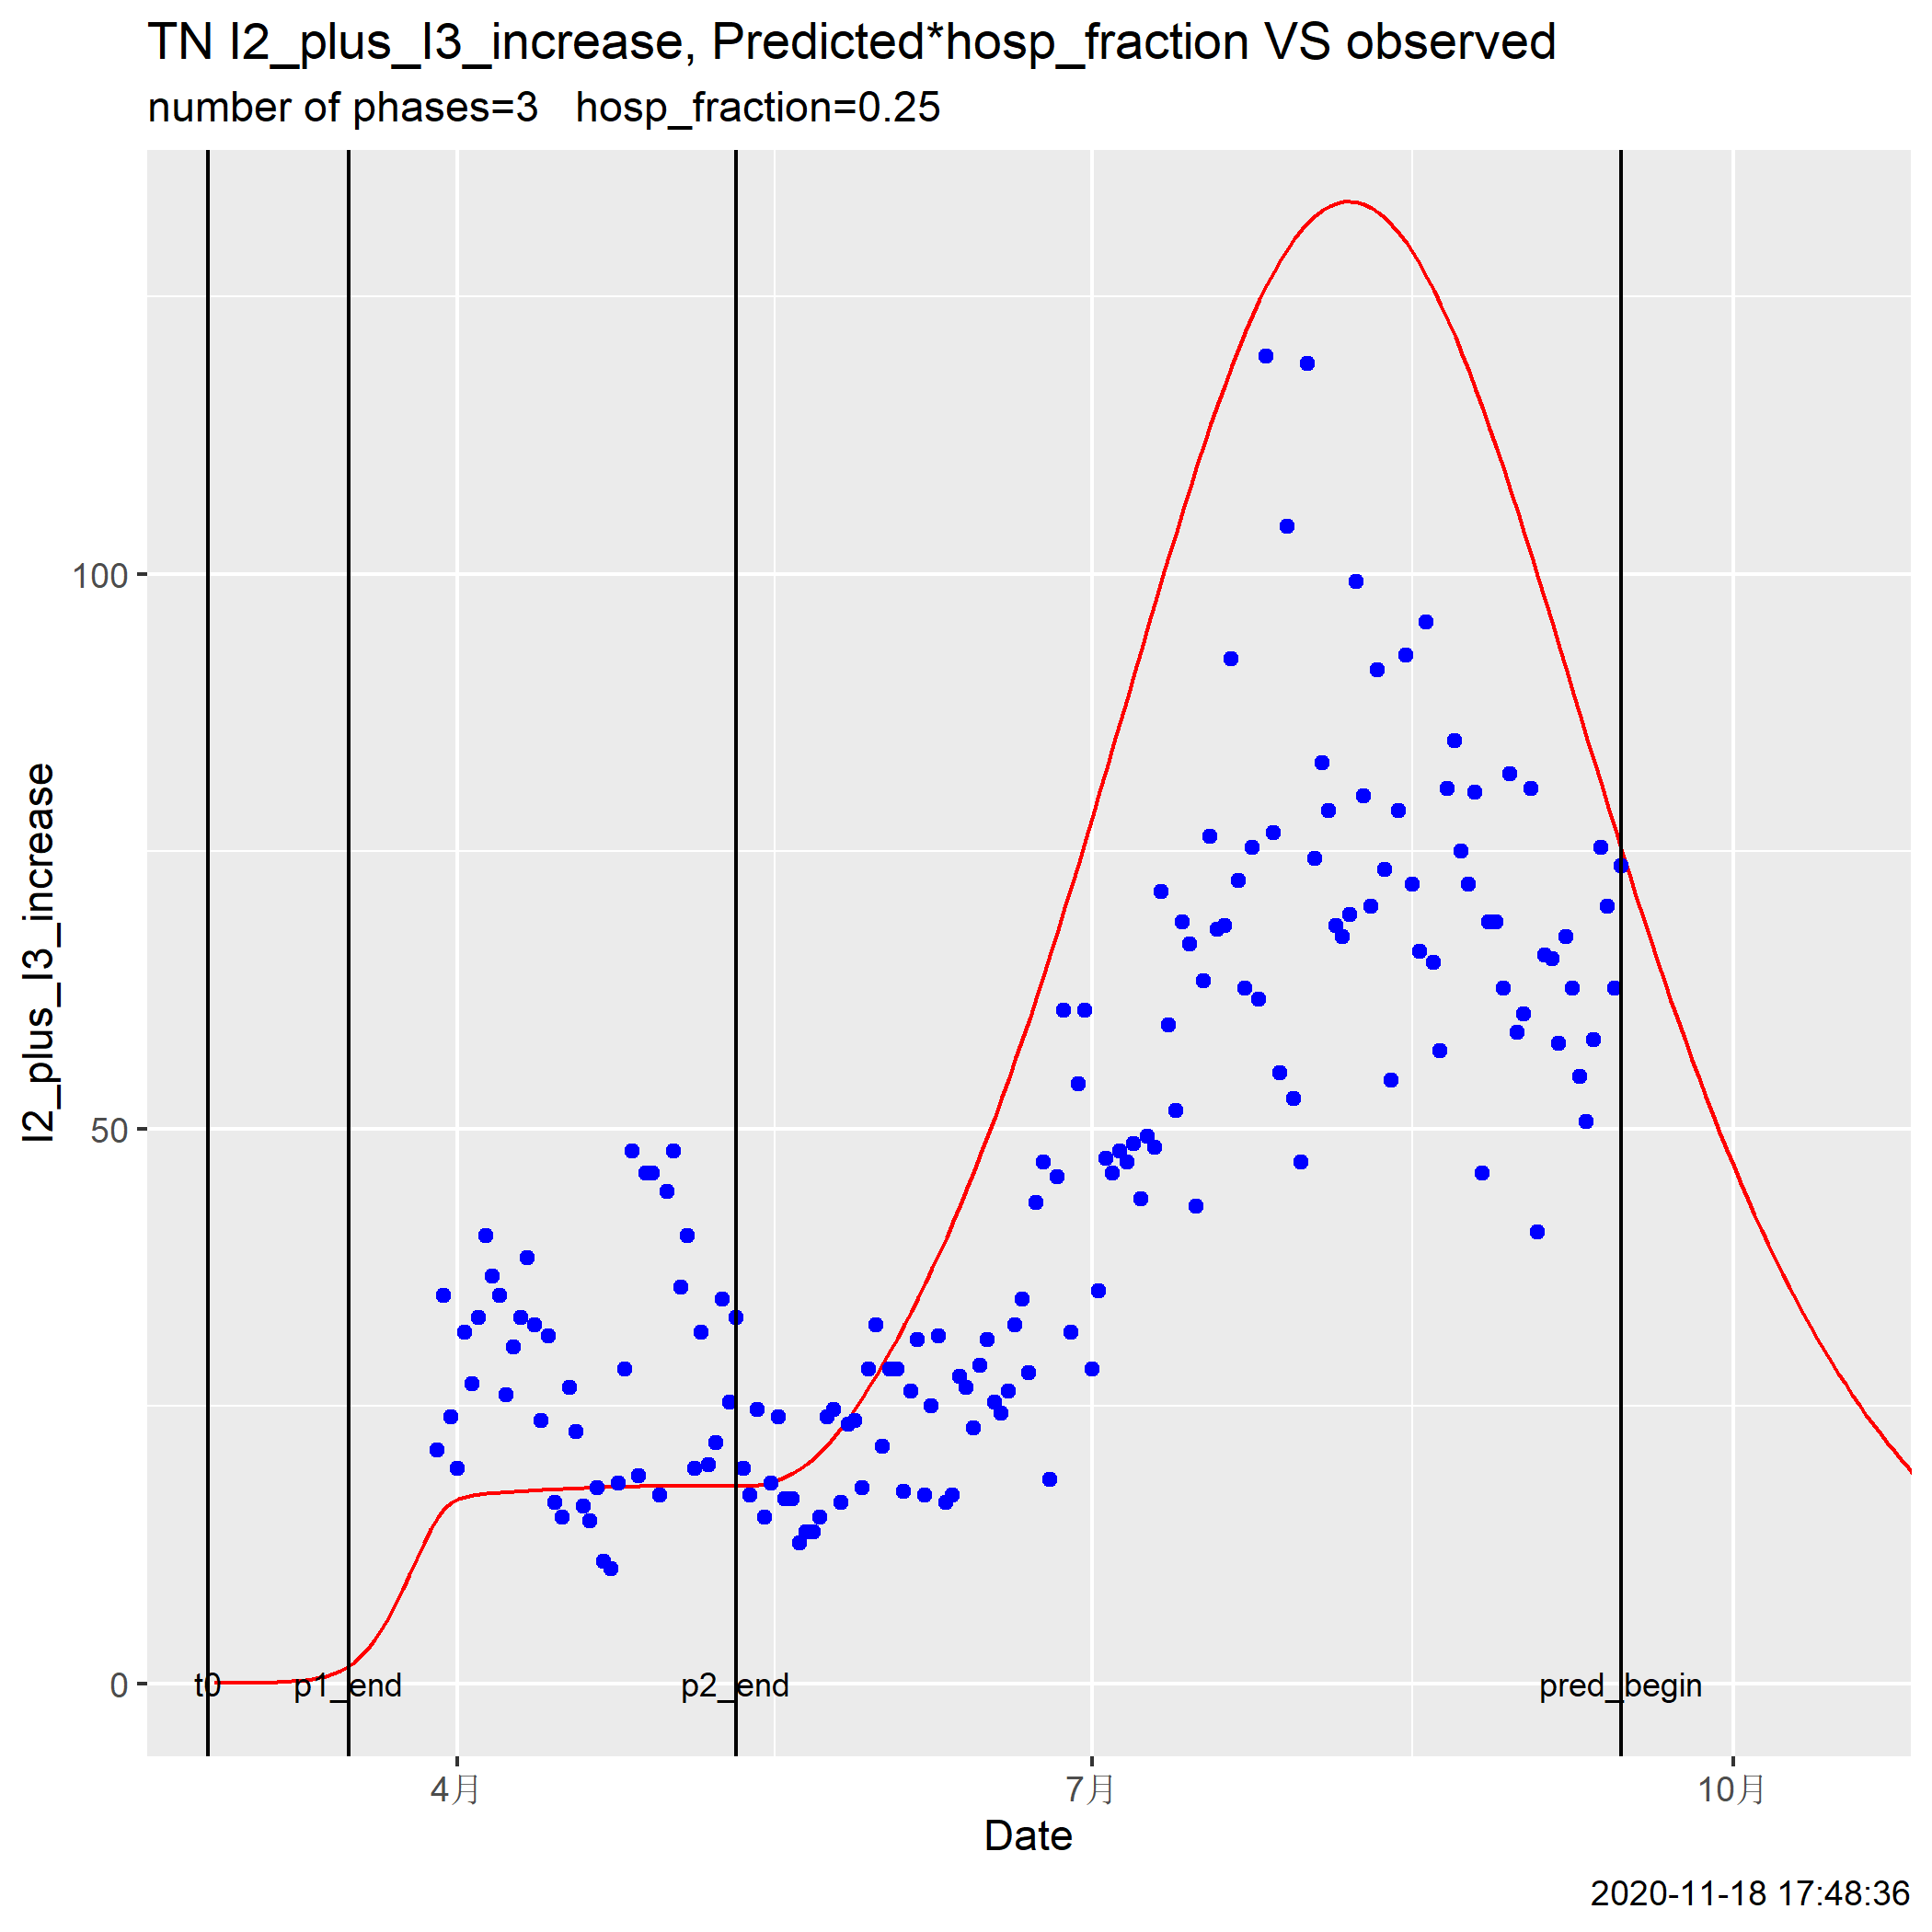 TN I2_plus_I3_increase, Predicted*hosp_fraction VS observed
number of phases=3   hosp_fraction=0.25
I2_plus_I3_increase
100
50
0
t0
p1_end
p2_end
pred_begin
4月
7月
10月
Date
2020-11-18 17:48:36